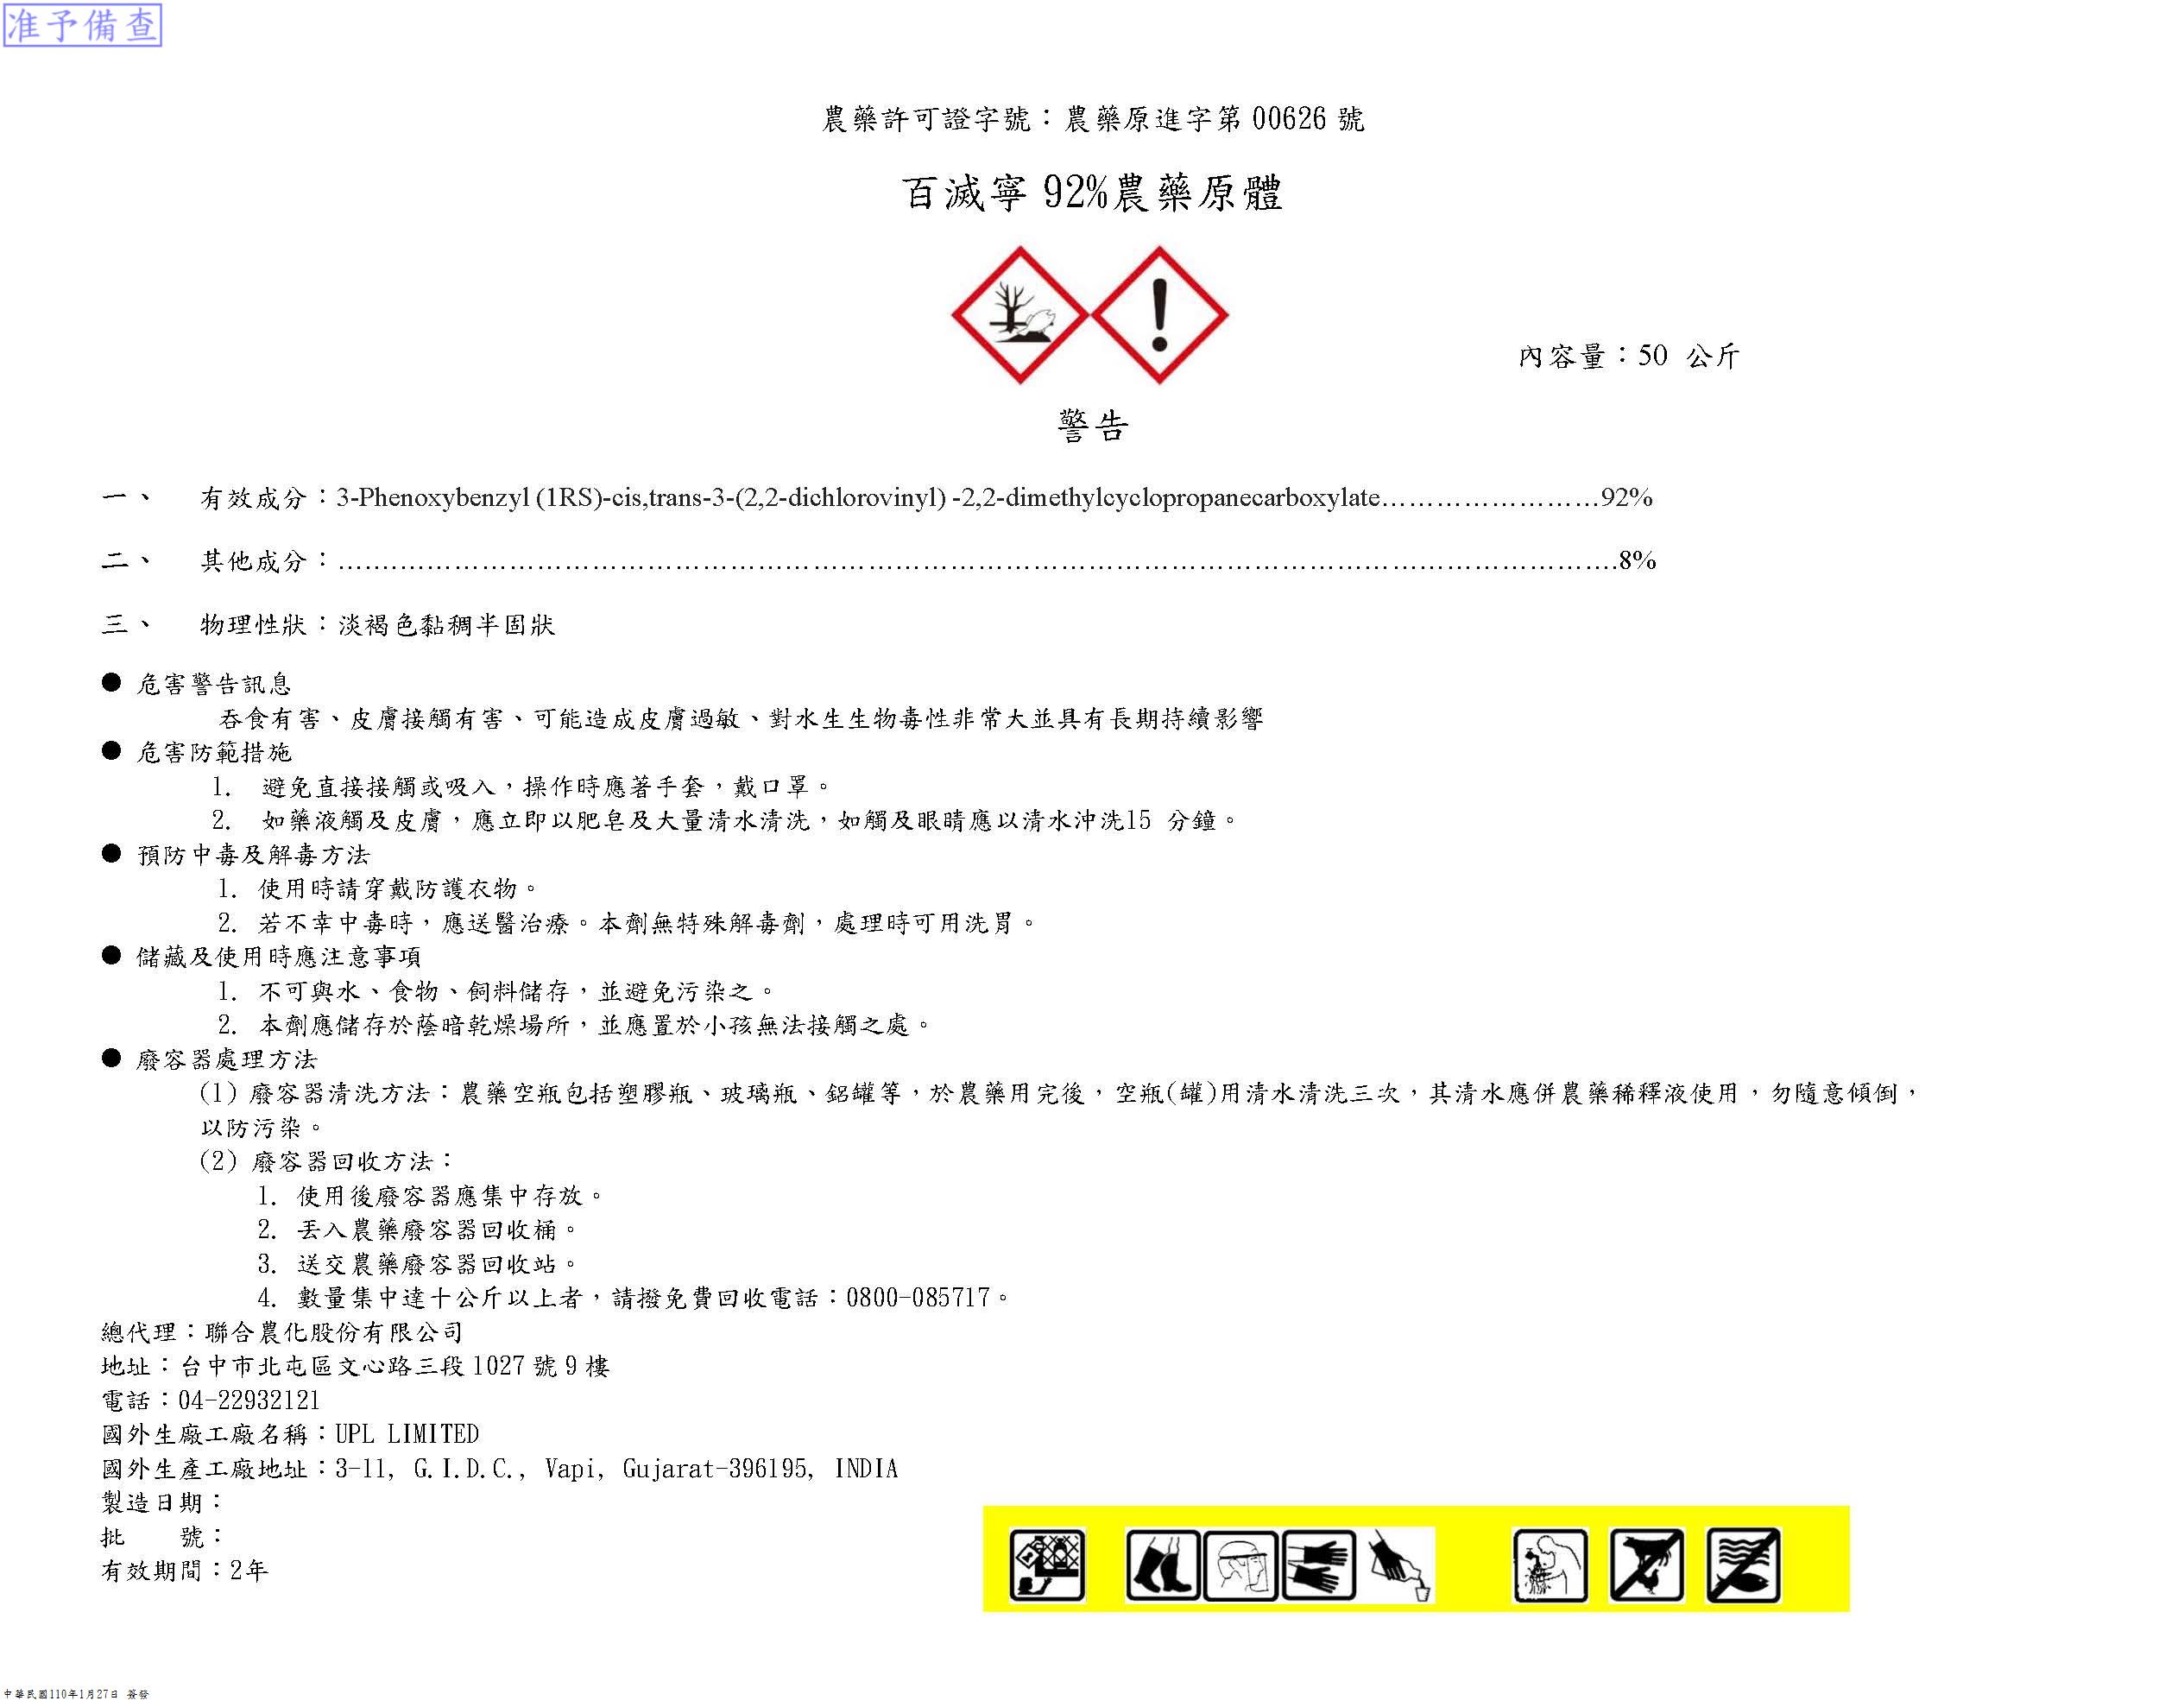 准予備查
農藥許可證字號：農藥原進字第 00626 號
百滅寧 92%農藥原體
內容量：50 公斤
警告
一、 有效成分：3-Phenoxybenzyl (1RS)-cis,trans-3-(2,2-dichlorovinyl) -2,2-dimethylcyclopropanecarboxylate……………………92%
二、 其他成分：……………………………………………………………………………………………………………………………8%
三、 物理性狀：淡褐色黏稠半固狀
● 危害警告訊息
吞食有害、皮膚接觸有害、可能造成皮膚過敏、對水生生物毒性非常大並具有長期持續影響
● 危害防範措施
1. 避免直接接觸或吸入，操作時應著手套，戴口罩。
2. 如藥液觸及皮膚，應立即以肥皂及大量清水清洗，如觸及眼睛應以清水沖洗15 分鐘。
● 預防中毒及解毒方法
1. 使用時請穿戴防護衣物。
2. 若不幸中毒時，應送醫治療。本劑無特殊解毒劑，處理時可用洗胃。
● 儲藏及使用時應注意事項
1. 不可與水、食物、飼料儲存，並避免污染之。
2. 本劑應儲存於蔭暗乾燥場所，並應置於小孩無法接觸之處。
● 廢容器處理方法
(1) 廢容器清洗方法：農藥空瓶包括塑膠瓶、玻璃瓶、鋁罐等，於農藥用完後，空瓶(罐)用清水清洗三次，其清水應併農藥稀釋液使用，勿隨意傾倒，
以防污染。
(2) 廢容器回收方法：
1. 使用後廢容器應集中存放。
2. 丟入農藥廢容器回收桶。
3. 送交農藥廢容器回收站。
4. 數量集中達十公斤以上者，請撥免費回收電話：0800-085717。
總代理：聯合農化股份有限公司
地址：台中市北屯區文心路三段 1027 號 9 樓
電話：04-22932121
國外生廠工廠名稱：UPL LIMITED
國外生產工廠地址：3-11, G.I.D.C., Vapi, Gujarat-396195, INDIA
製造日期：
批 號：
有效期間：2年
中華民國110年1月27日 簽發